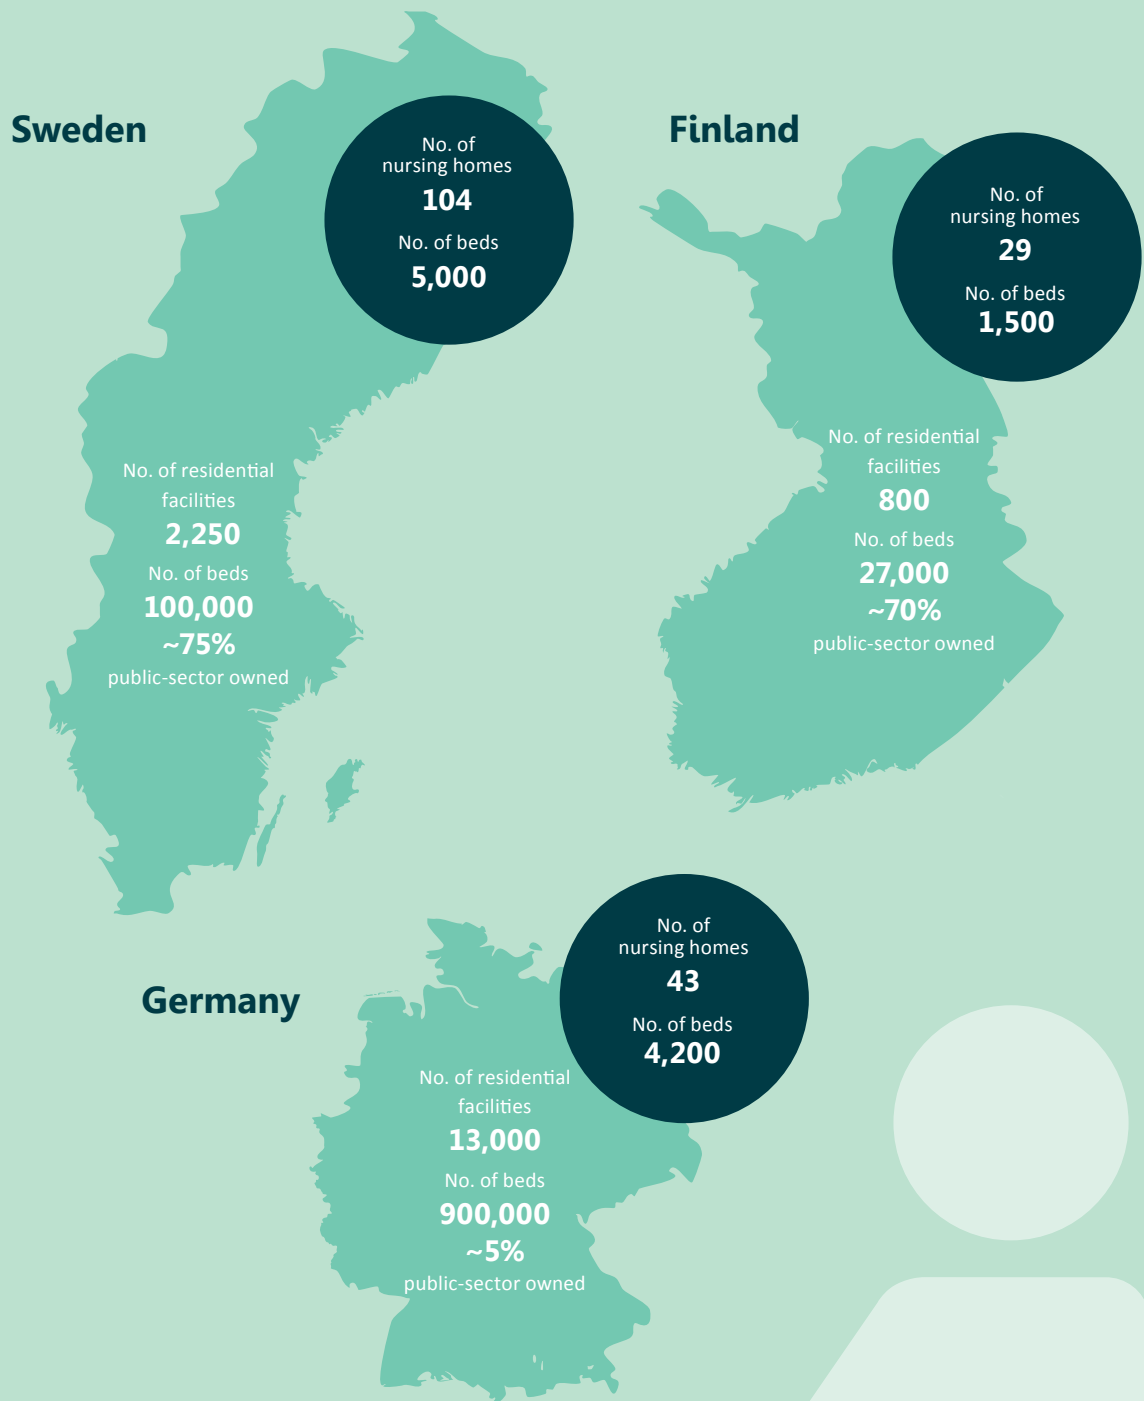 Sweden
No. of
nursing homes
104
No. of beds
5,000
No. of residential
facilities
2,250
No. of beds
100,000
~75%
public-sector owned
Finland
No. of
nursing homes
29
No. of beds
1,500
No. of residential
facilities
800
No. of beds
27,000
~70%
public-sector owned
Germany
No. of
nursing homes
43
No. of beds
4,200
No. of residential
facilities
13,000
No. of beds
900,000
~5%
public-sector owned